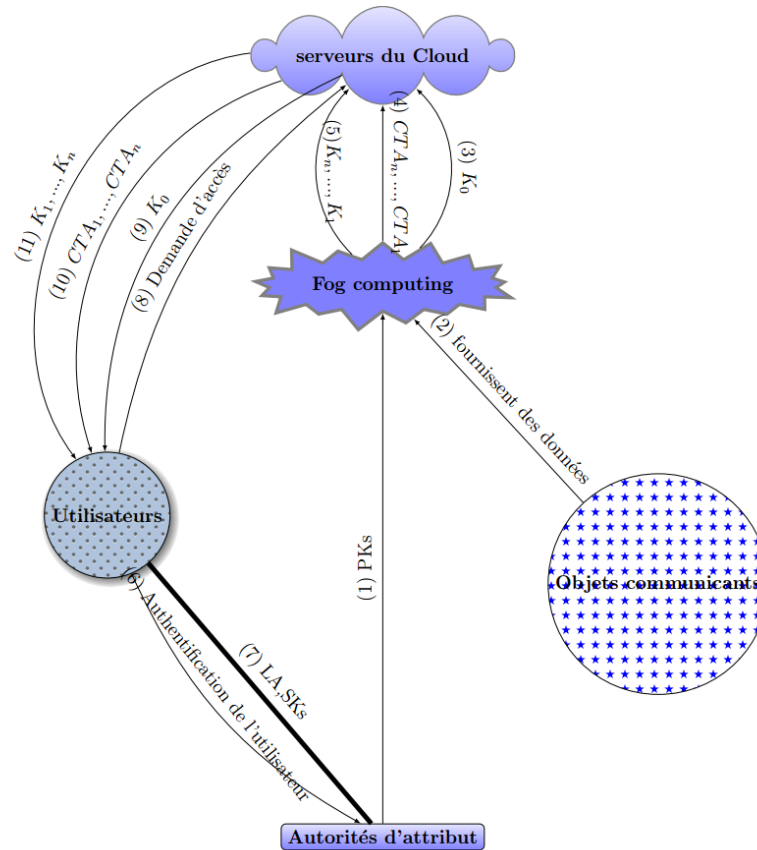 serveurs du Cloud
(11) K₁,...,Kₙ
(10) CTA₁,...,CTAₙ
(9) K₀
(8) Demande d'accès
(5)Kₙ,...,K₁
(4) CTAₙ,...,CTA₁
(3) K₀
Fog computing
(2) fournissent des données
Utilisateurs
(1) PKs
Objets communicants
(6) Authentification de l'utilisateur
(7) LA,SKs
Autorités d'attribut